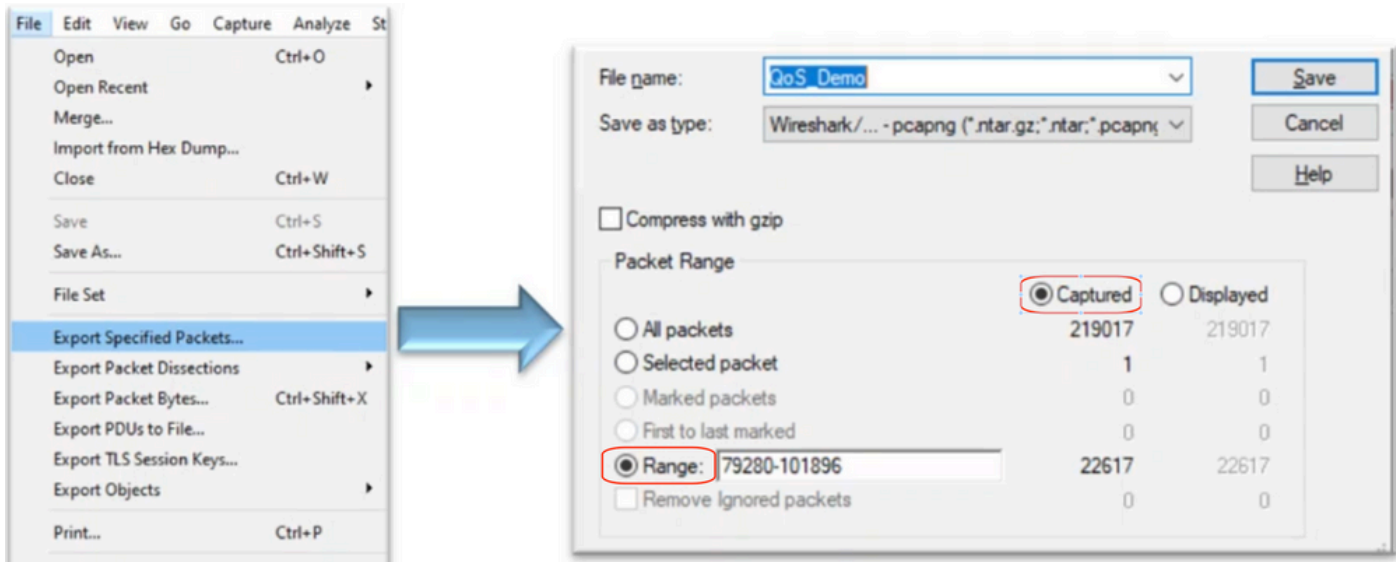 File Edit View Go Capture Analyze St
Open Ctrl+O
Open Recent
Merge...
Import from Hex Dump...
Close Ctrl+W
Save Ctrl+S
Save As... Ctrl+Shift+S
File Set
Export Specified Packets...
Export Packet Dissections
Export Packet Bytes... Ctrl+Shift+X
Export PDUs to File...
Export TLS Session Keys...
Export Objects
Print... Ctrl+P
File name: QoS_Demo Save
Save as type: Wireshark/... - pcapng (*.ntar.gz;*.ntar;*.pcapng Cancel
Help
Compress with gzip
Packet Range
Captured Displayed
All packets 219017 219017
Selected packet 1 1
Marked packets 0 0
First to last marked 0 0
Range: 79280-101896 22617 22617
Remove Ignored packets 0 0